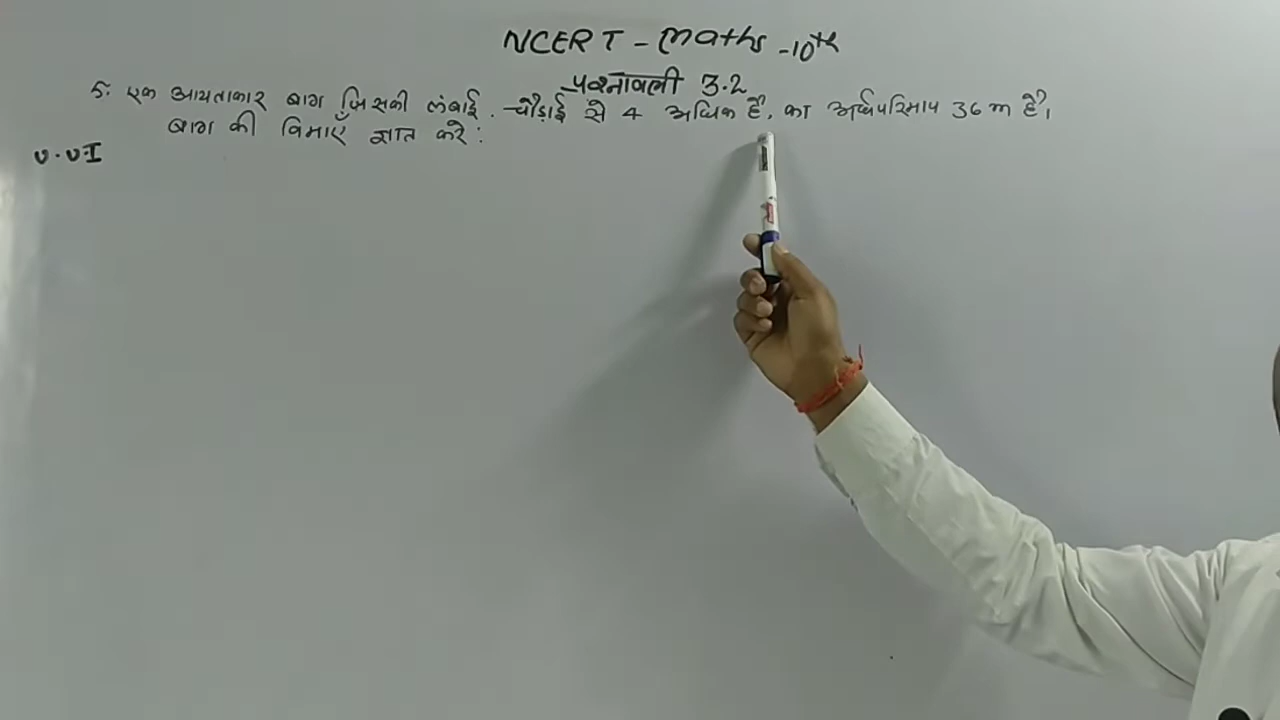 NCERT - Maths - 10th
प्रश्नावली 3.2
5. एक आयताकार बाग जिसकी लंबाई, चौड़ाई से 4 अधिक है, का अर्धपरिमाप 36 m है।
बाग की विमाएँ ज्ञात करे :
v.v.I